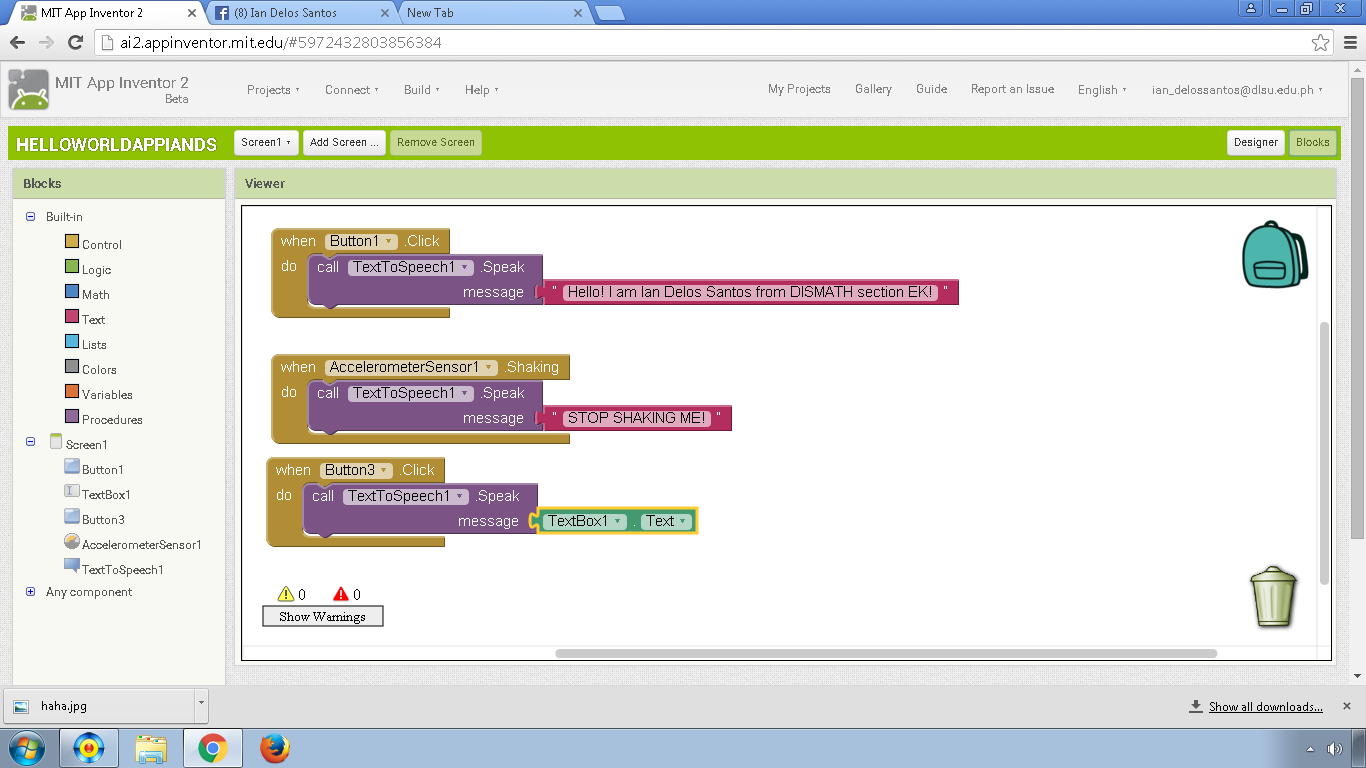 MIT App Inventor 2
(8) Ian Delos Santos
New Tab
ai2.appinventor.mit.edu/#5972432803856384
MIT App Inventor 2
Beta
Projects
Connect
Build
Help
My Projects
Gallery
Guide
Report an Issue
English
ian_delossantos@dlsu.edu.ph
HELLOWORLDAPPIANDS
Screen1
Add Screen ...
Remove Screen
Designer
Blocks
Blocks
Built-in
Control
Logic
Math
Text
Lists
Colors
Variables
Procedures
Screen1
Button1
TextBox1
Button3
AccelerometerSensor1
TextToSpeech1
Any component
Viewer
when Button1 .Click
do call TextToSpeech1 .Speak
message " Hello! I am Ian Delos Santos from DISMATH section EK! "
when AccelerometerSensor1 .Shaking
do call TextToSpeech1 .Speak
message " STOP SHAKING ME! "
when Button3 .Click
do call TextToSpeech1 .Speak
message TextBox1 . Text
0 0
Show Warnings
haha.jpg
Show all downloads...